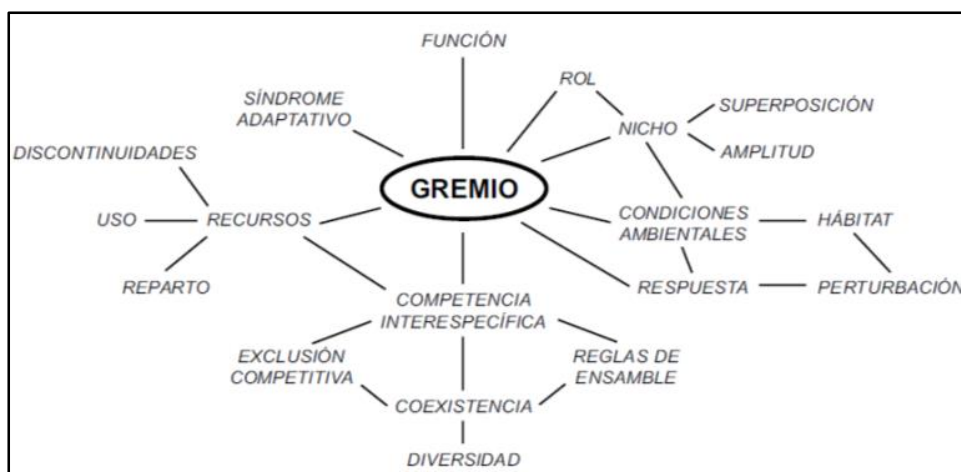 FUNCIÓN
ROL
SÍNDROME
ADAPTATIVO
SUPERPOSICIÓN
NICHO
DISCONTINUIDADES
AMPLITUD
GREMIO
USO
RECURSOS
CONDICIONES
AMBIENTALES
HÁBITAT
REPARTO
RESPUESTA
PERTURBACIÓN
COMPETENCIA
INTERESPECÍFICA
EXCLUSIÓN
COMPETITIVA
REGLAS DE
ENSAMBLE
COEXISTENCIA
DIVERSIDAD